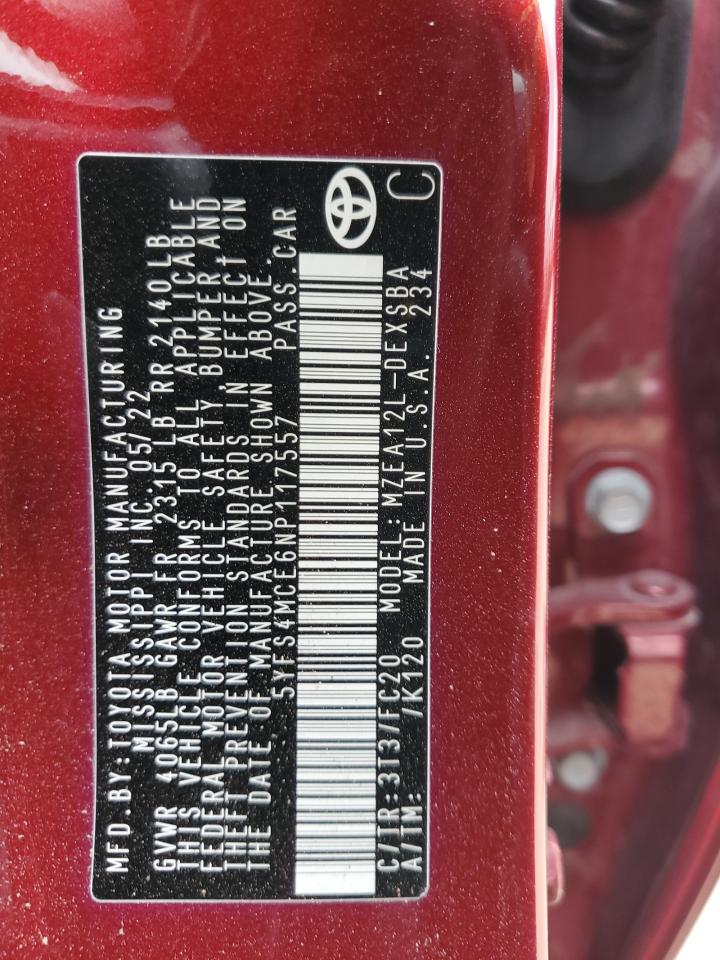 MFD.BY:TOYOTA MOTOR MANUFACTURING
MISSISSIPPI INC. 05/22
GVWR 4065LB GAWR FR 2315 LB RR 2140LB
THIS VEHICLE CONFORMS TO ALL APPLICABLE
FEDERAL MOTOR VEHICLE SAFETY, BUMPER, AND
THEFT PREVENTION STANDARDS IN EFFECT ON
THE DATE OF MANUFACTURE SHOWN ABOVE.
5YFS4MCE6NP117557 PASS.CAR
C/TR:3T3/FC20 MODEL:MZEA12L-DEXSBA
A/TM: /K120 MADE IN U.S.A. 234
C